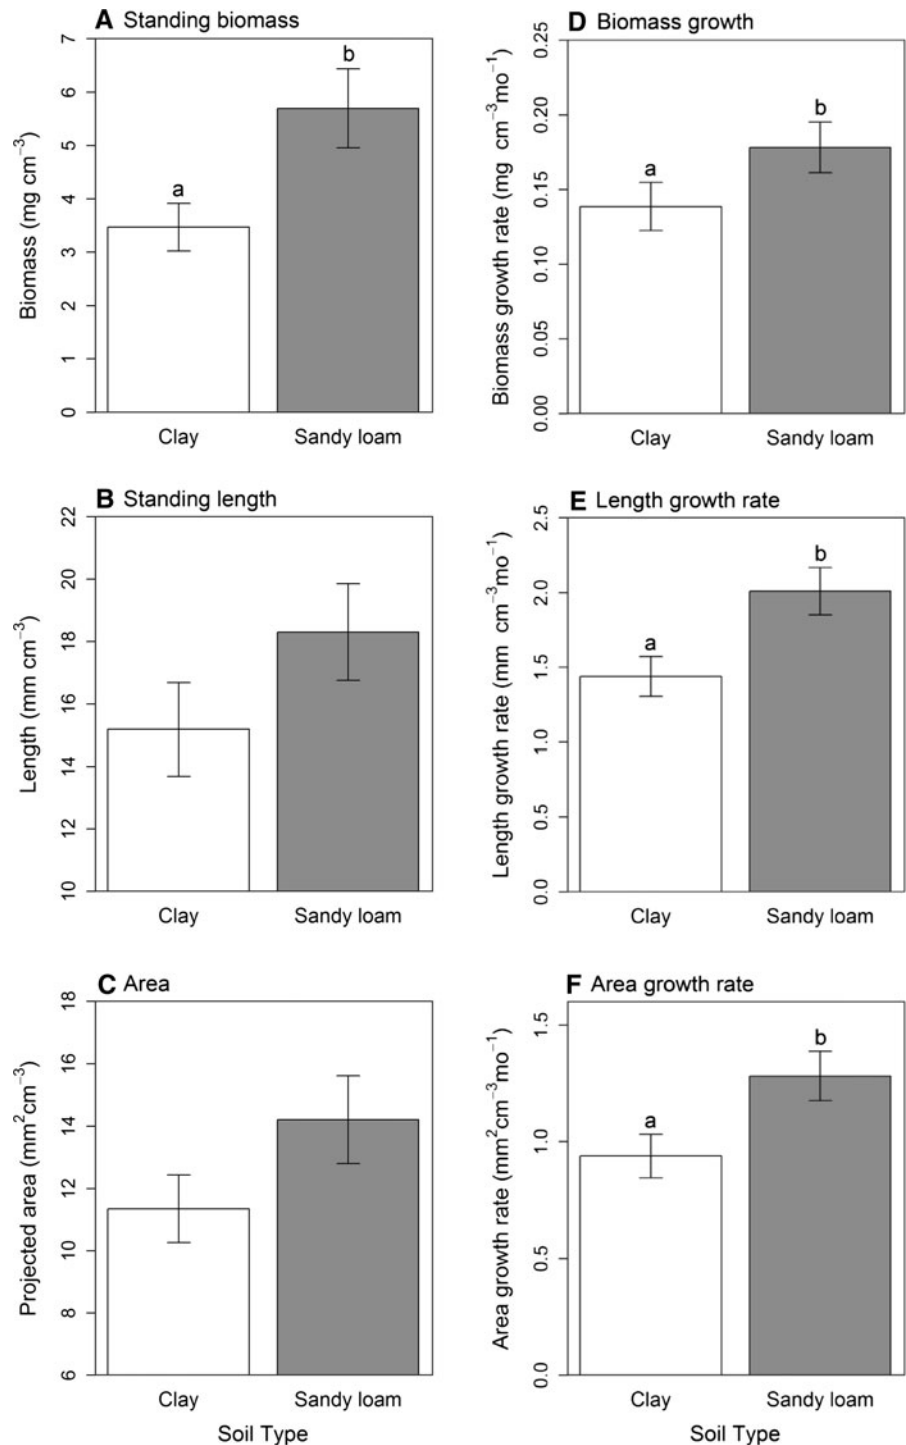 A Standing biomass
Biomass (mg cm−3)
0 1 2 3 4 5 6 7
a
b
Clay Sandy loam
D Biomass growth
Biomass growth rate (mg cm−3mo−1)
0.00 0.05 0.10 0.15 0.20 0.25
a
b
Clay Sandy loam
B Standing length
Length (mm cm−3)
10 12 14 16 18 20 22
Clay Sandy loam
E Length growth rate
Length growth rate (mm cm−3mo−1)
0.0 0.5 1.0 1.5 2.0 2.5
a
b
Clay Sandy loam
C Area
Projected area (mm2cm−3)
6 8 10 12 14 16 18
Clay Sandy loam
Soil Type
F Area growth rate
Area growth rate (mm2cm−3mo−1)
0.0 0.5 1.0 1.5
a
b
Clay Sandy loam
Soil Type